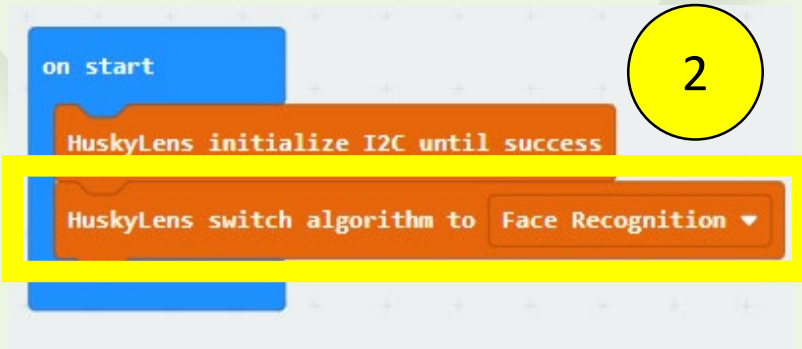 on start
2
HuskyLens initialize I2C until success
HuskyLens switch algorithm to Face Recognition